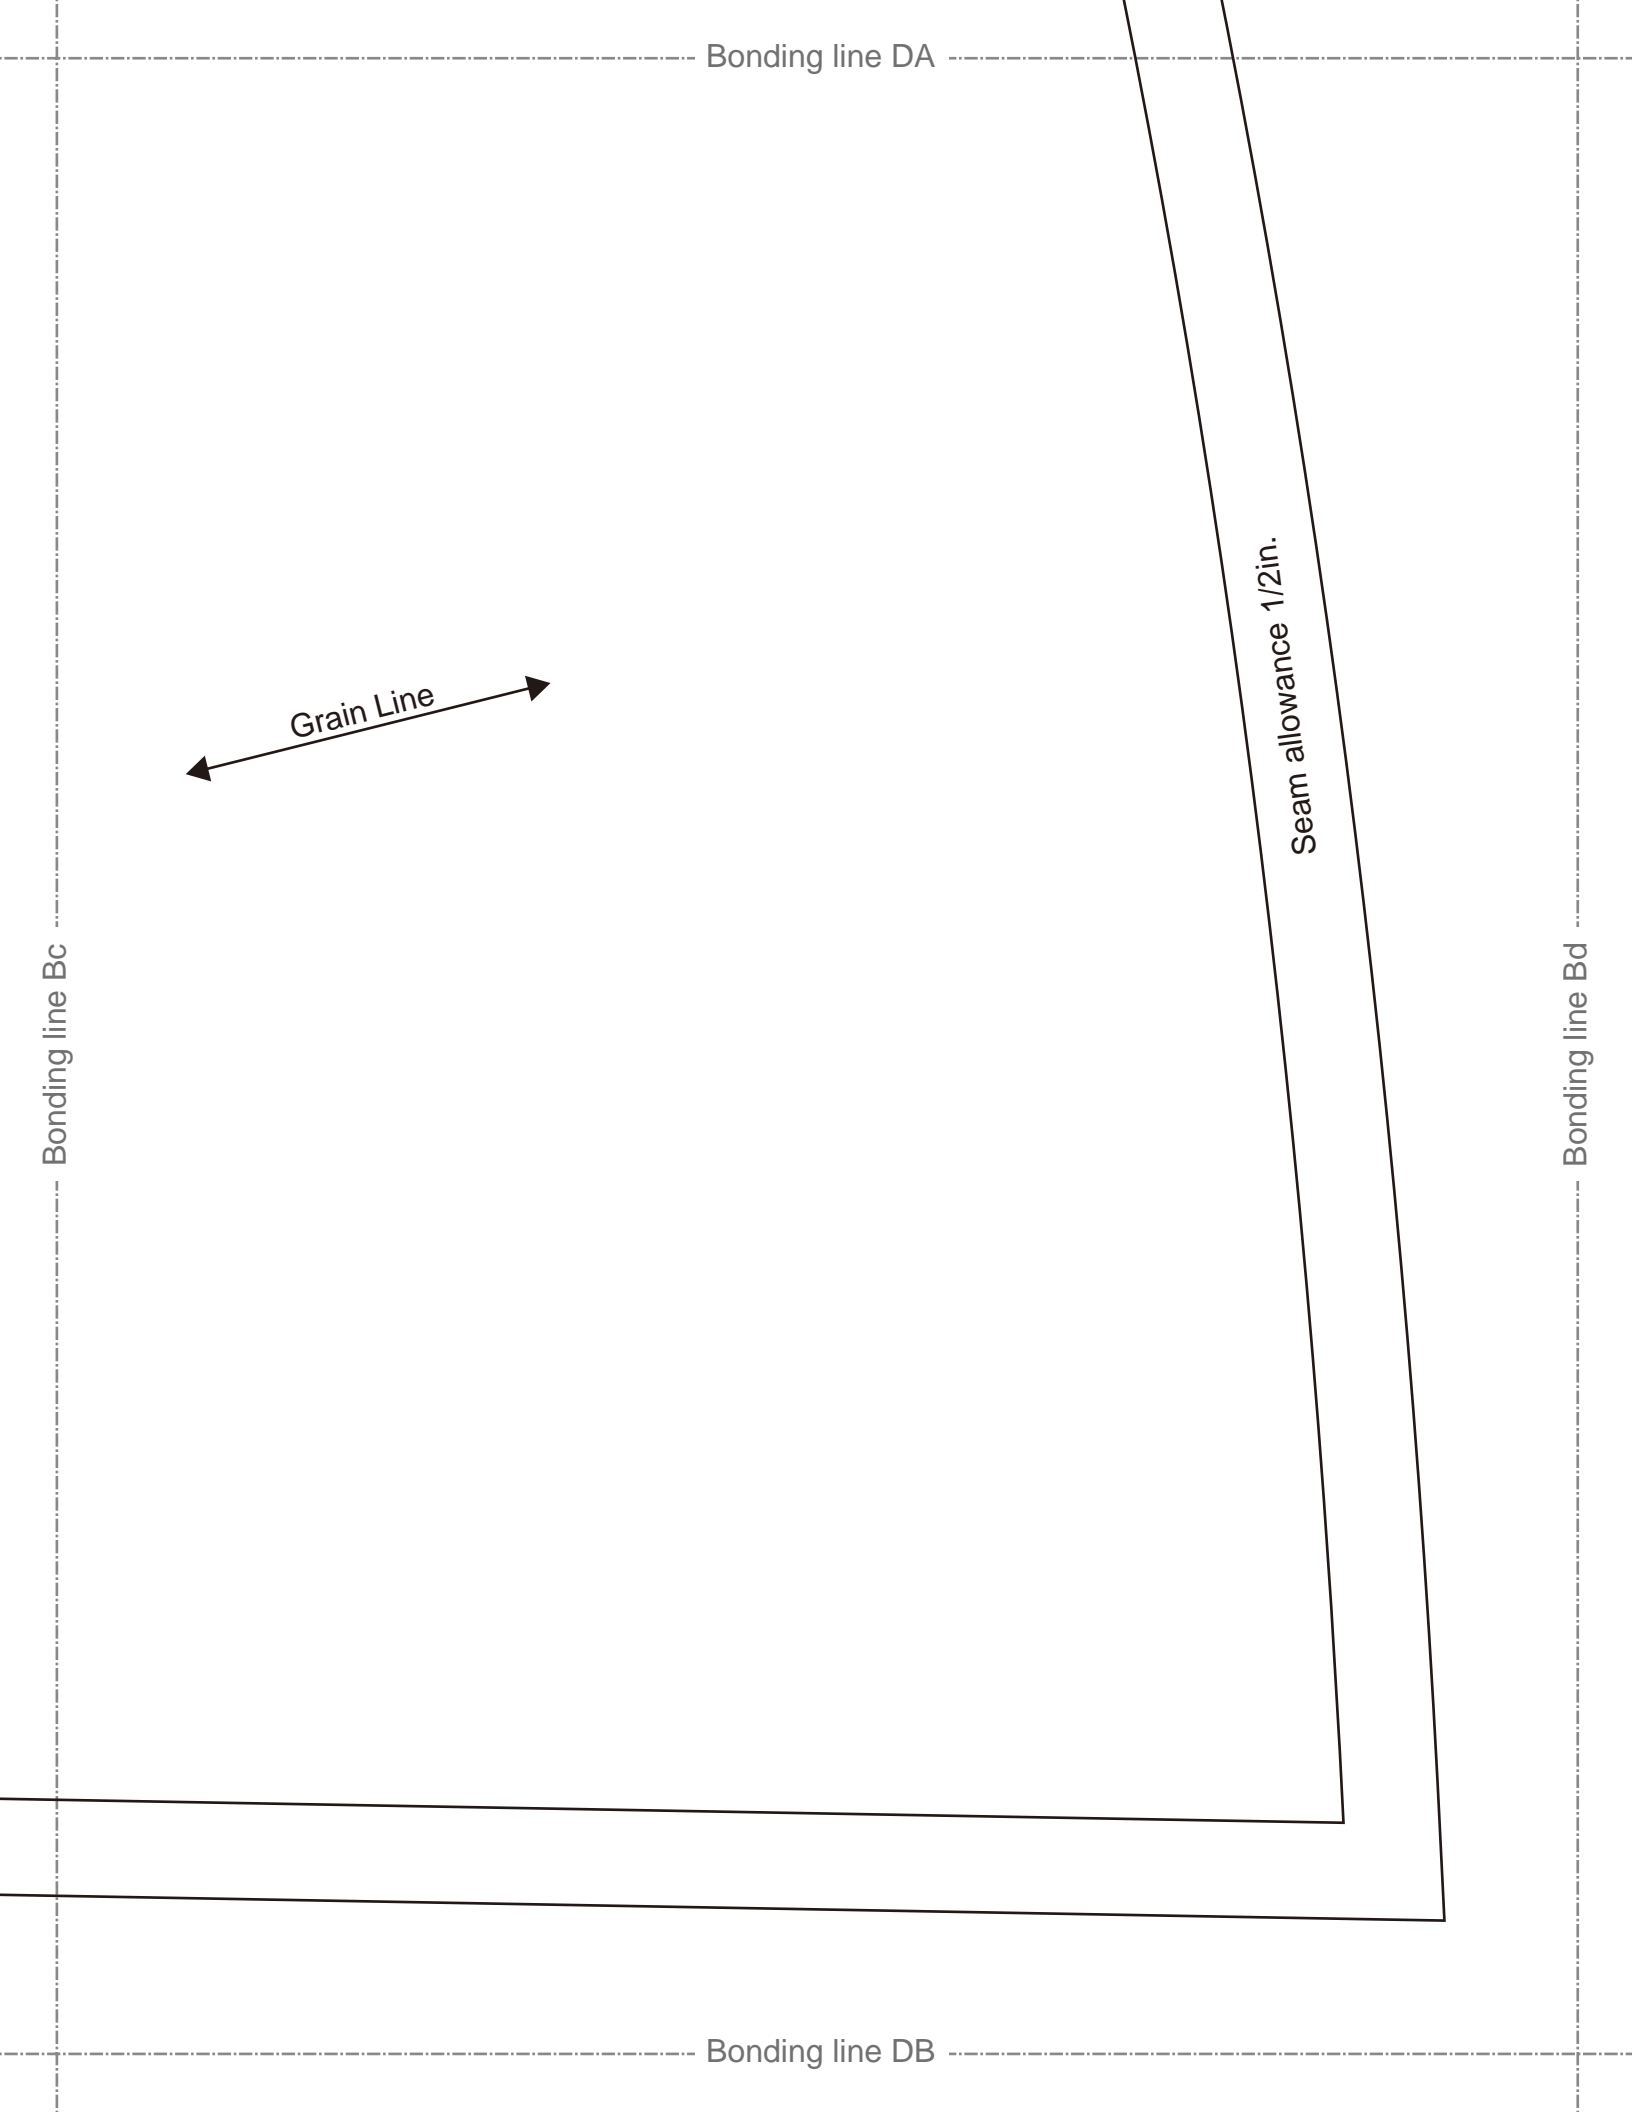 Bonding line DA
Seam allowance 1/2in.
Grain Line
Bonding line Bc
Bonding line Bd
Bonding line DB